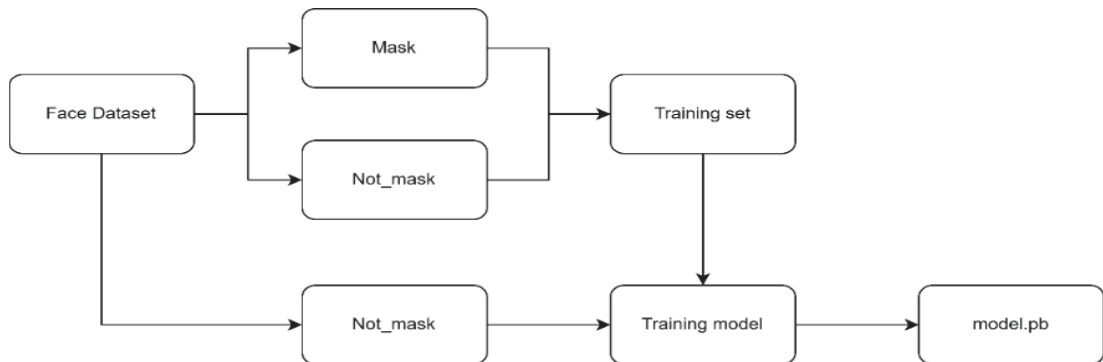 Mask
Face Dataset
Training set
Not_mask
Not_mask
Training model
model.pb